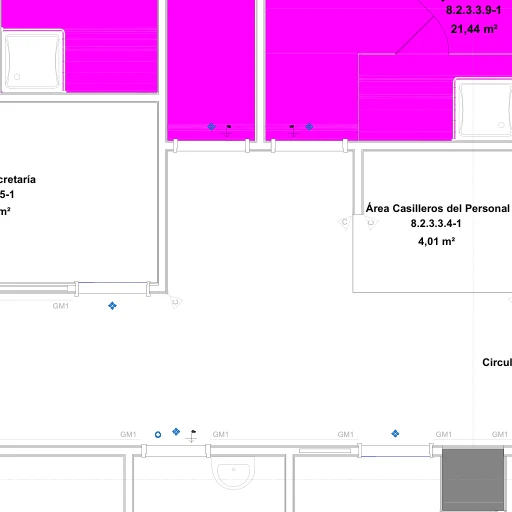 8.2.3.3.9-1
21,44 m²
cretaría
5-1
m²
Área Casilleros del Personal
8.2.3.3.4-1
4,01 m²
C
C
C
GM1
Circul
GM1
GM1
GM1
GM1
GM1